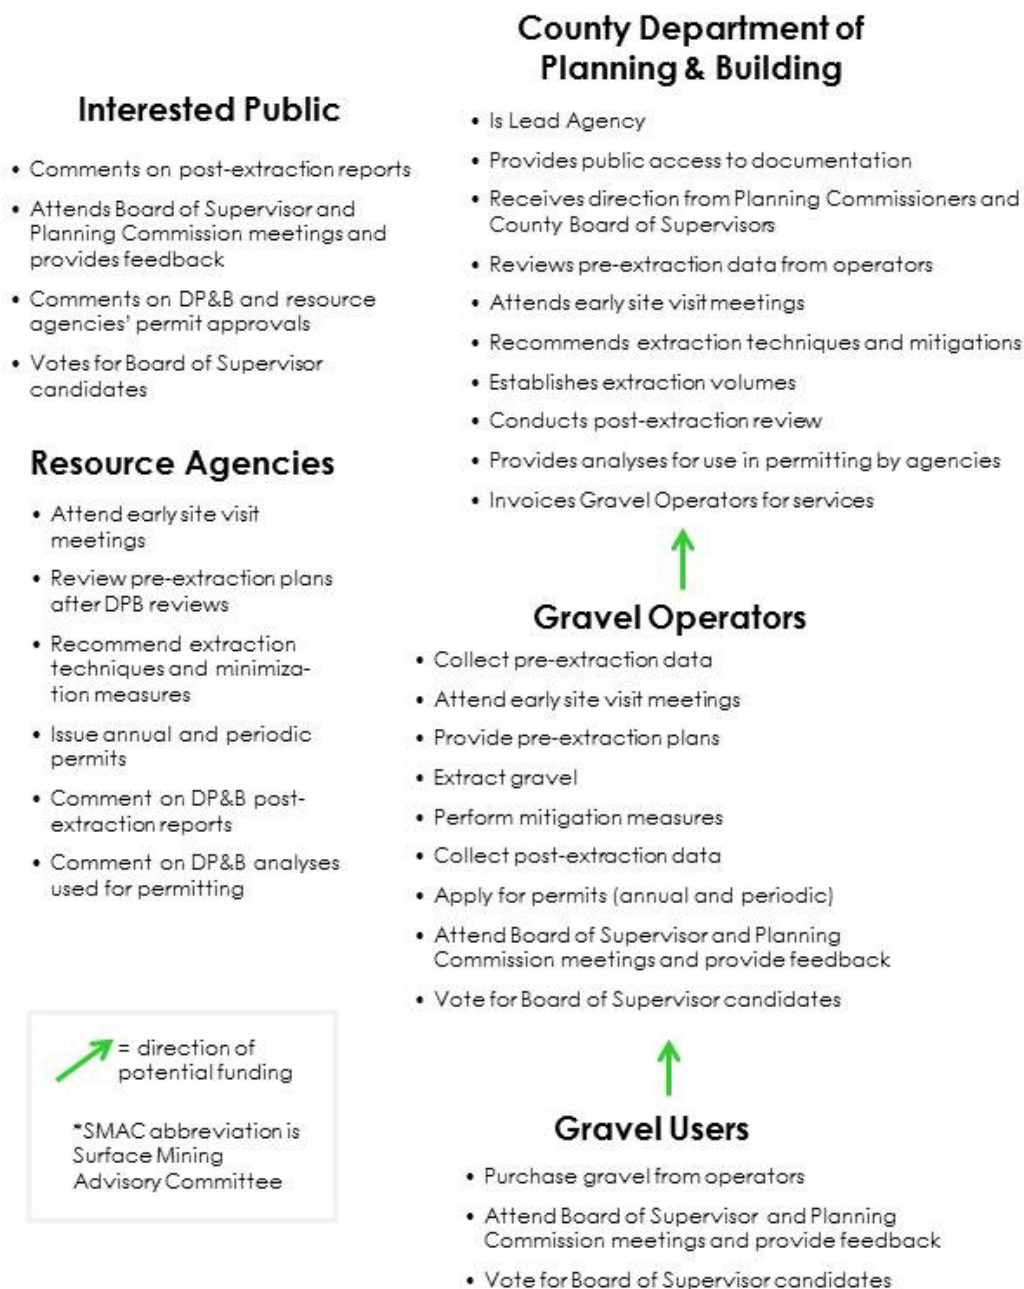 Interested Public
• Comments on post-extraction reports
• Attends Board of Supervisor and
Planning Commission meetings and
provides feedback
• Comments on DP&B and resource
agencies’ permit approvals
• Votes for Board of Supervisor
candidates
Resource Agencies
• Attend early site visit
meetings
• Review pre-extraction plans
after DPB reviews
• Recommend extraction
techniques and minimiza-
tion measures
• Issue annual and periodic
permits
• Comment on DP&B post-
extraction reports
• Comment on DP&B analyses
used for permitting
= direction of
potential funding
*SMAC abbreviation is
Surface Mining
Advisory Committee
County Department of
Planning & Building
• Is Lead Agency
• Provides public access to documentation
• Receives direction from Planning Commissioners and
County Board of Supervisors
• Reviews pre-extraction data from operators
• Attends early site visit meetings
• Recommends extraction techniques and mitigations
• Establishes extraction volumes
• Conducts post-extraction review
• Provides analyses for use in permitting by agencies
• Invoices Gravel Operators for services
Gravel Operators
• Collect pre-extraction data
• Attend early site visit meetings
• Provide pre-extraction plans
• Extract gravel
• Perform mitigation measures
• Collect post-extraction data
• Apply for permits (annual and periodic)
• Attend Board of Supervisor and Planning
Commission meetings and provide feedback
• Vote for Board of Supervisor candidates
Gravel Users
• Purchase gravel from operators
• Attend Board of Supervisor and Planning
Commission meetings and provide feedback
• Vote for Board of Supervisor candidates